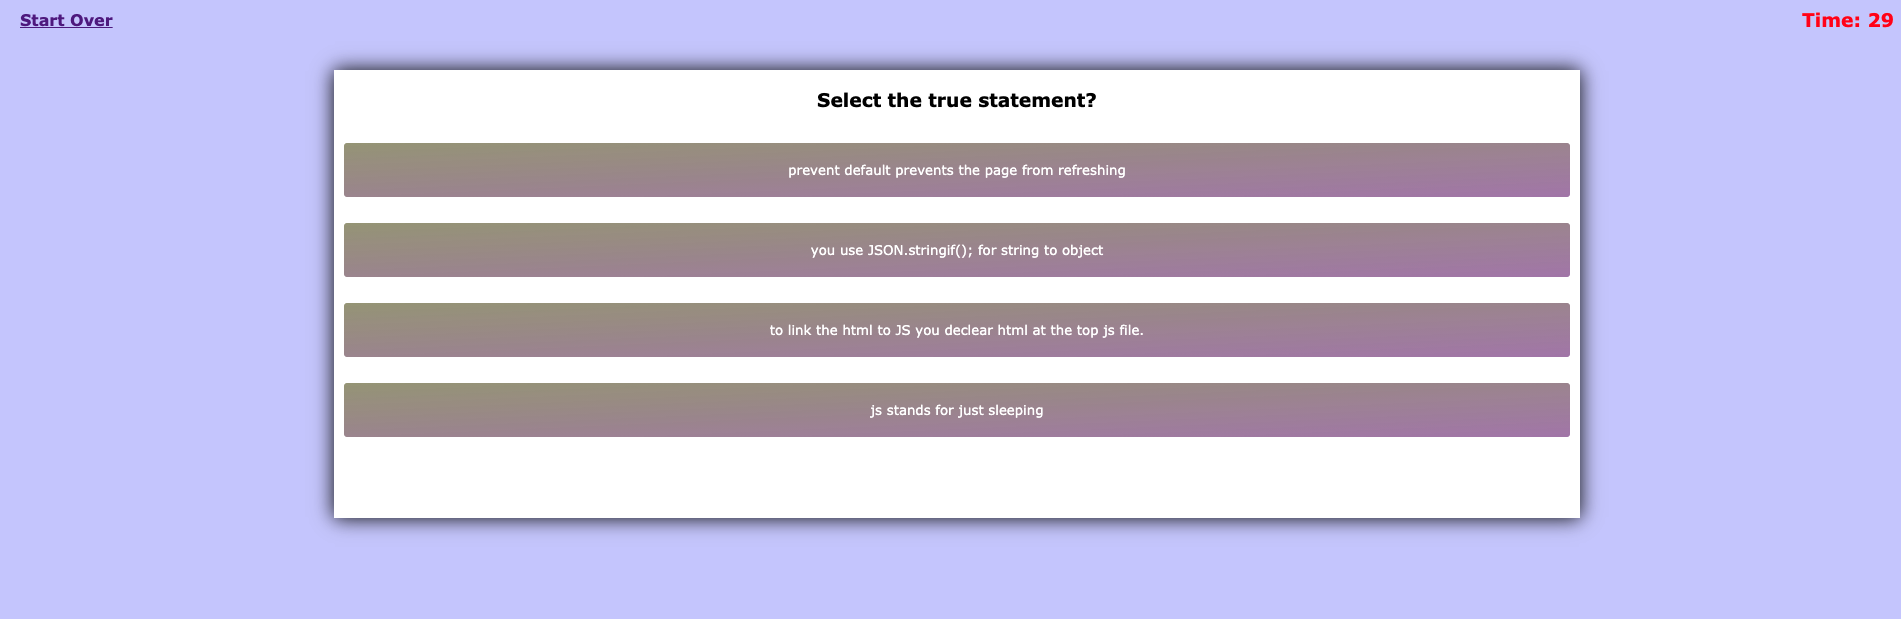 Start Over
Time: 29
Select the true statement?
prevent default prevents the page from refreshing
you use JSON.stringif(); for string to object
to link the html to JS you declear html at the top js file.
js stands for just sleeping